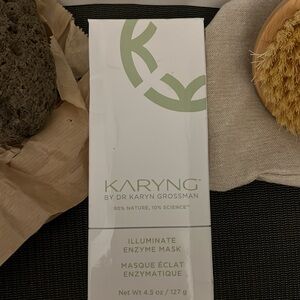 KARYNG
BY DR KARYN GROSSMAN
90% NATURE, 10% SCIENCE™
ILLUMINATE
ENZYME MASK
MASQUE ÉCLAT
ENZYMATIQUE
Net Wt 4.5 oz / 127 g